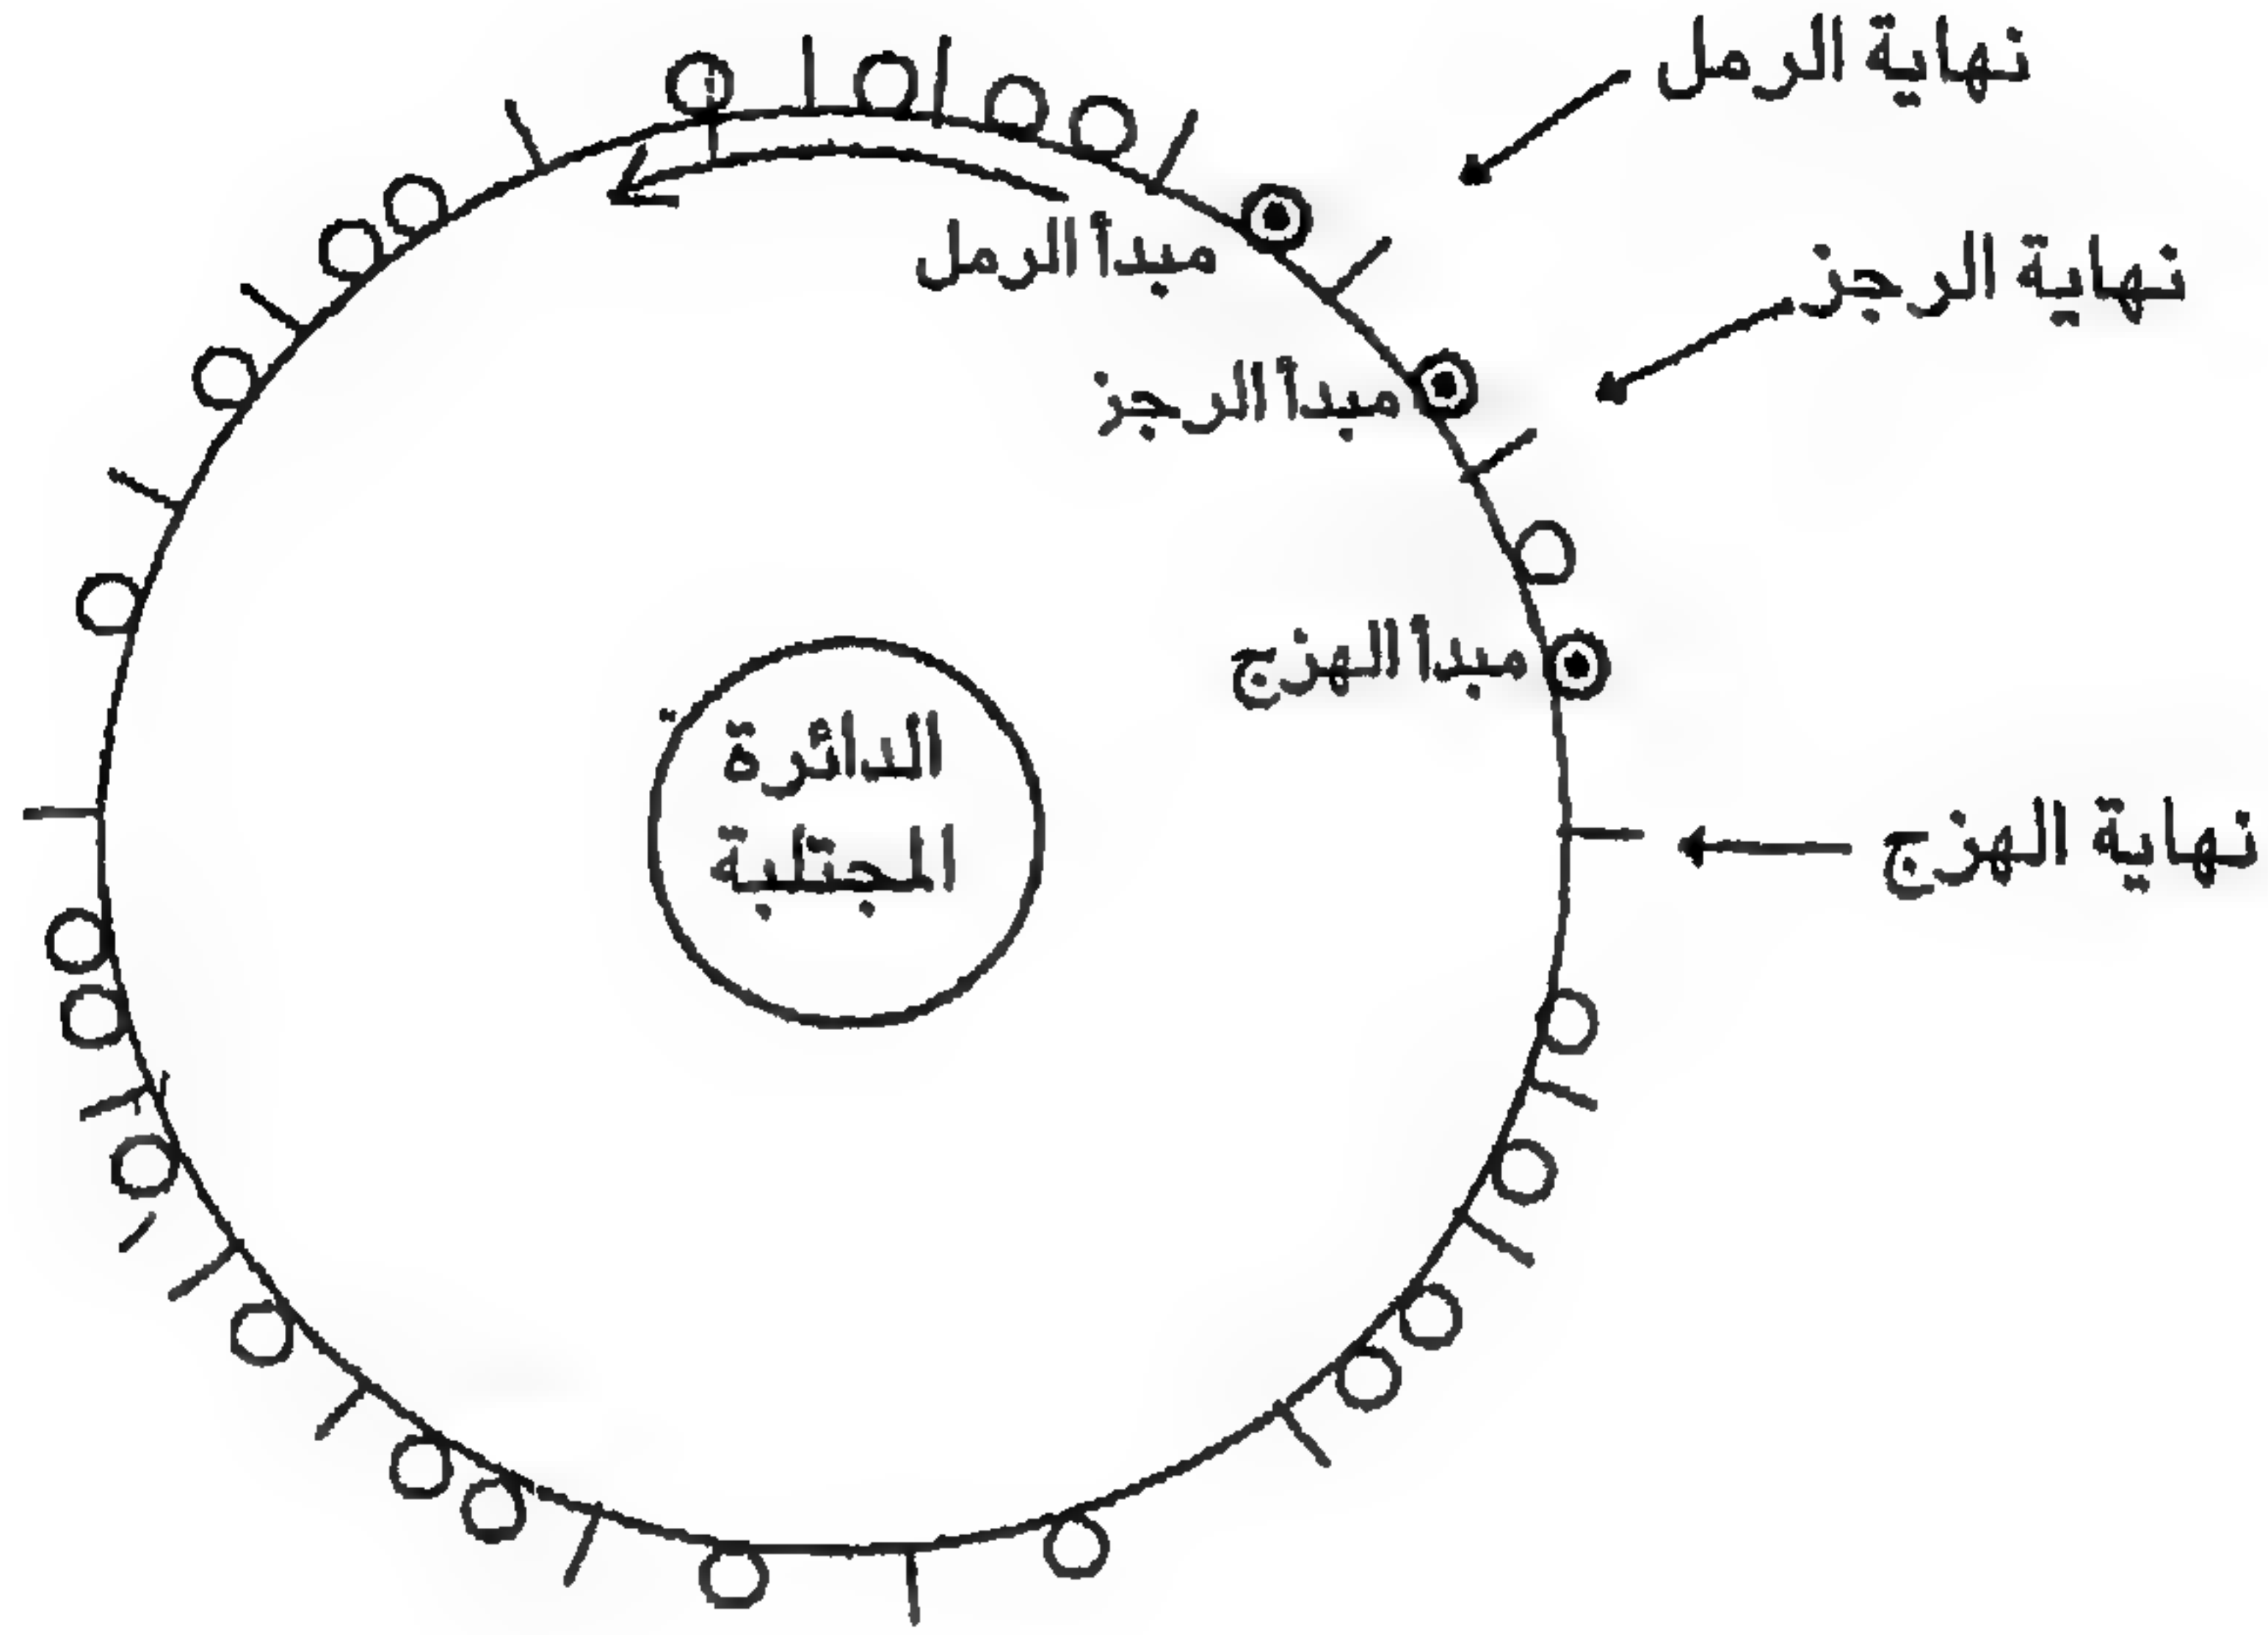 نهاية الرمل
مبدأ الرمل
نهاية الرجز
مبدأ الرجز
مبدأ الهزج
نهاية الهزج
الدائرة
المجتلبة